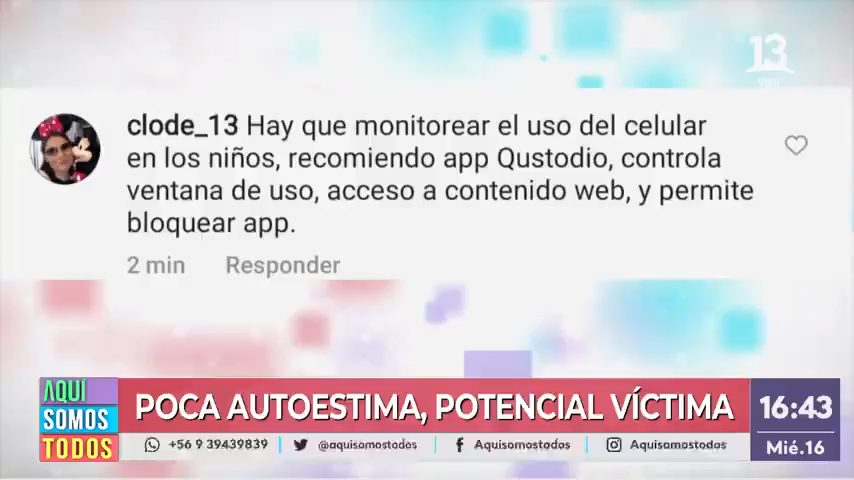 13
clode_13 Hay que monitorear el uso del celular
en los niños, recomiendo app Qustodio, controla
ventana de uso, acceso a contenido web, y permite
bloquear app.
2 min Responder
AQUÍ
SOMOS
TODOS
POCA AUTOESTIMA, POTENCIAL VÍCTIMA
16:43
+56 9 39439839 @aquisomostodos Aquisomostodos Aquisomostodos
Mié.16